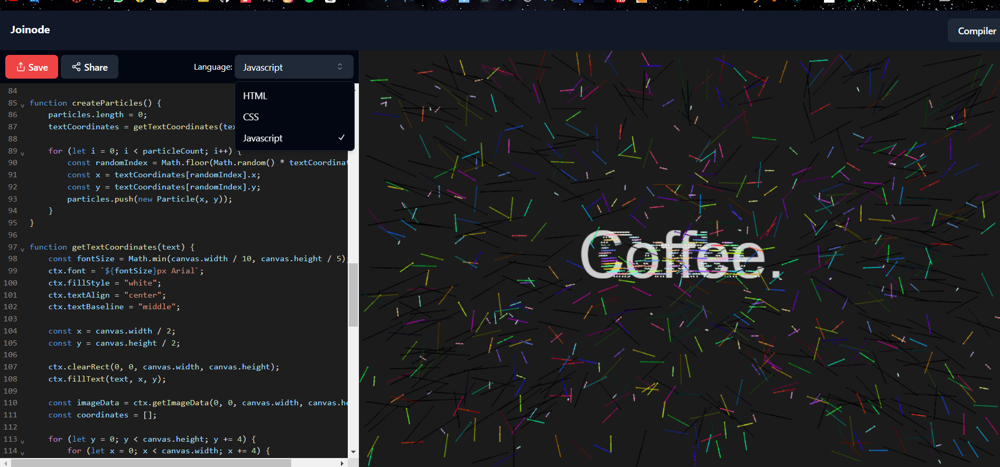 Joinode
Compiler
Save
Share
Language:
Javascript
HTML
CSS
Javascript
84
85 function createParticles() {
86 particles.length = 0;
87 textCoordinates = getTextCoordinates(tex
88
89 for (let i = 0; i < particleCount; i++) {
90 const randomIndex = Math.floor(Math.random() * textCoordinat
91 const x = textCoordinates[randomIndex].x;
92 const y = textCoordinates[randomIndex].y;
93 particles.push(new Particle(x, y));
94 }
95 }
96
97 function getTextCoordinates(text) {
98 const fontSize = Math.min(canvas.width / 10, canvas.height / 5)
99 ctx.font = `${fontSize}px Arial`;
100 ctx.fillStyle = "white";
101 ctx.textAlign = "center";
102 ctx.textBaseline = "middle";
103
104 const x = canvas.width / 2;
105 const y = canvas.height / 2;
106
107 ctx.clearRect(0, 0, canvas.width, canvas.height);
108 ctx.fillText(text, x, y);
109
110 const imageData = ctx.getImageData(0, 0, canvas.width, canvas.he
111 const coordinates = [];
112
113 for (let y = 0; y < canvas.height; y += 4) {
114 for (let x = 0; x < canvas.width; x += 4) {
Coffee.